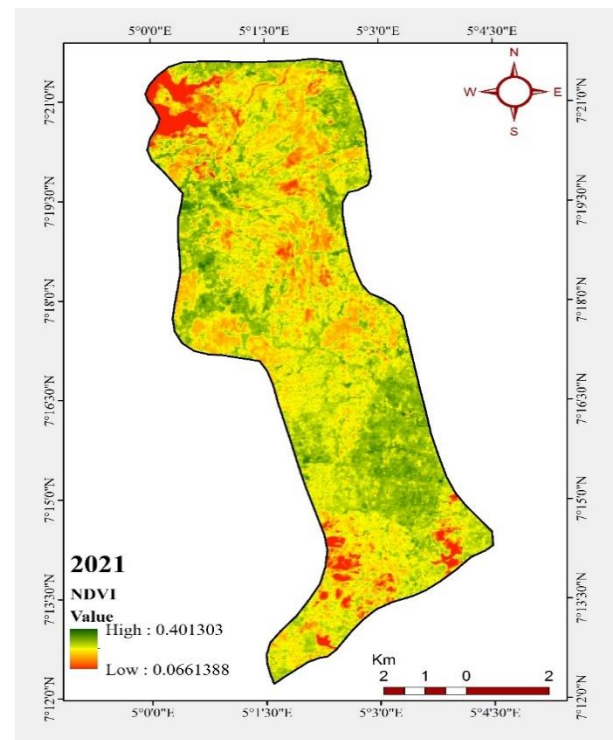 5°0'0"E 5°1'30"E 5°3'0"E 5°4'30"E
N
W E
S
7°21'0"N 7°21'0"N
7°19'30"N 7°19'30"N
7°18'0"N 7°18'0"N
7°16'30"N 7°16'30"N
7°15'0"N 7°15'0"N
7°13'30"N 7°13'30"N
7°12'0"N 7°12'0"N
2021
NDVI
Value
High : 0.401303
Low : 0.0661388
Km
2 1 0 2
5°0'0"E 5°1'30"E 5°3'0"E 5°4'30"E